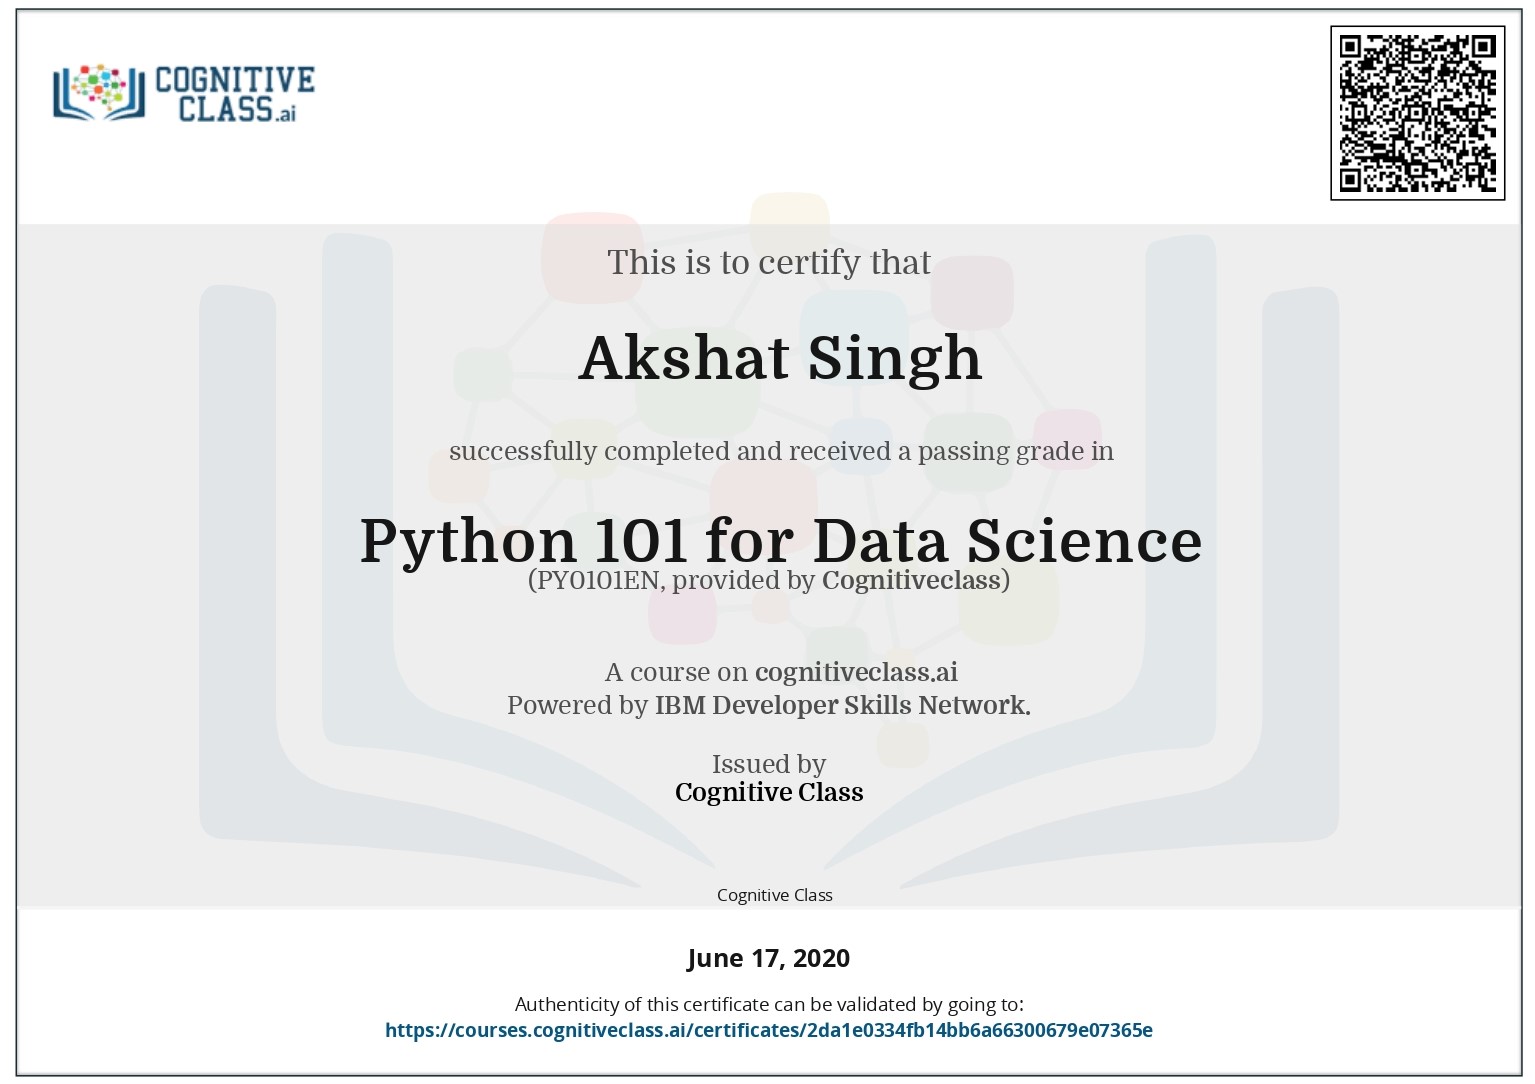 COGNITIVE
CLASS.ai
This is to certify that
Akshat Singh
successfully completed and received a passing grade in
Python 101 for Data Science
(PY0101EN, provided by Cognitiveclass)
A course on cognitiveclass.ai
Powered by IBM Developer Skills Network.
Issued by
Cognitive Class
Cognitive Class
June 17, 2020
Authenticity of this certificate can be validated by going to:
https://courses.cognitiveclass.ai/certificates/2da1e0334fb14bb6a66300679e07365e